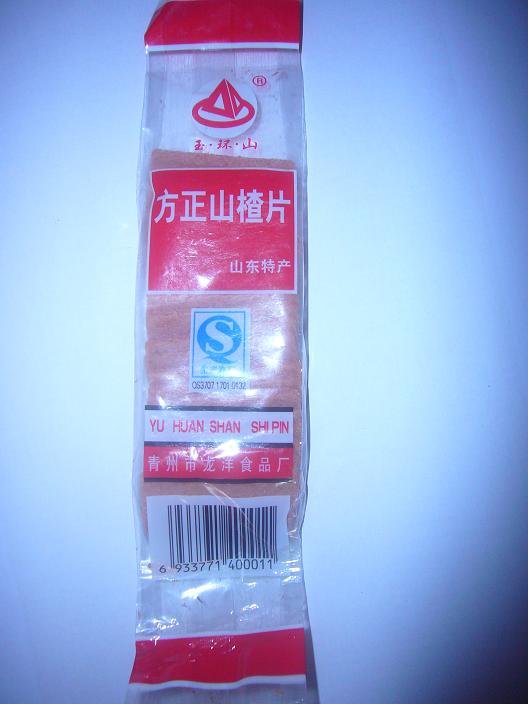 ®
玉·环·山
方正山楂片
山东特产
QS3707 1701 0132
YU HUAN SHAN SHI PIN
青州市龙洋食品厂
6 933771 400011